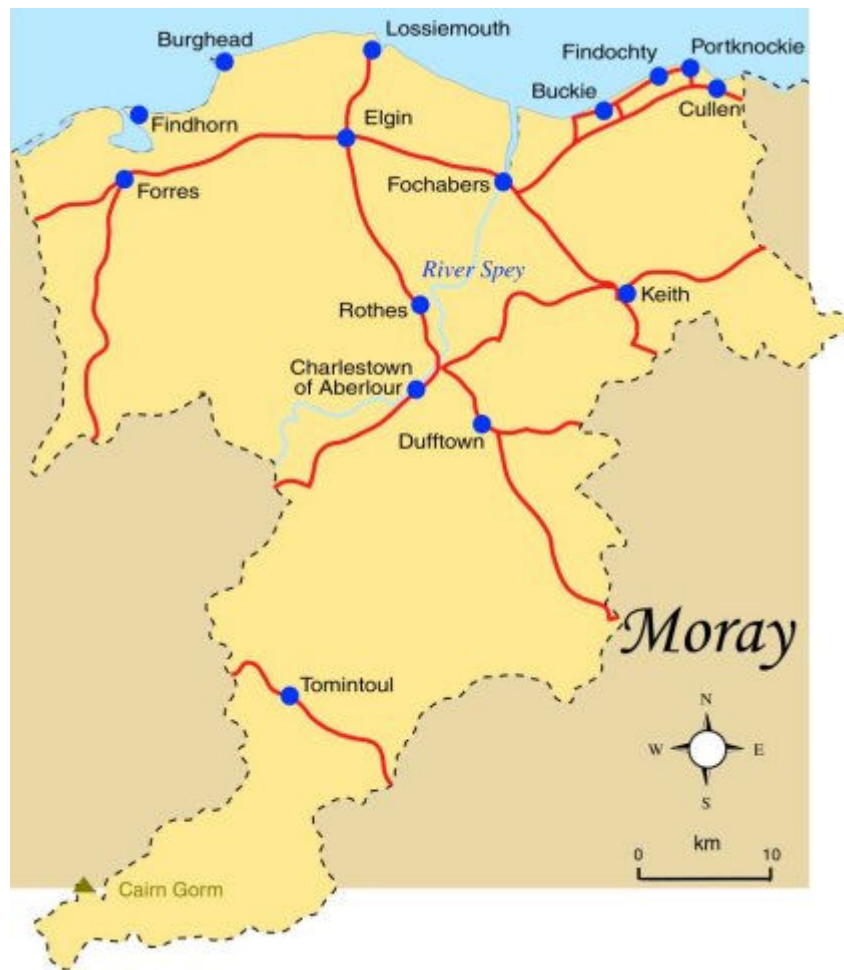 Lossiemouth
Burghead
Portknockie
Findochty
Buckie
Cullen
Findhorn
Elgin
Forres
Fochabers
River Spey
Keith
Rothes
Charlestown
of Aberlour
Dufftown
Moray
Tomintoul
N
W
E
S
km
0
10
Cairn Gorm